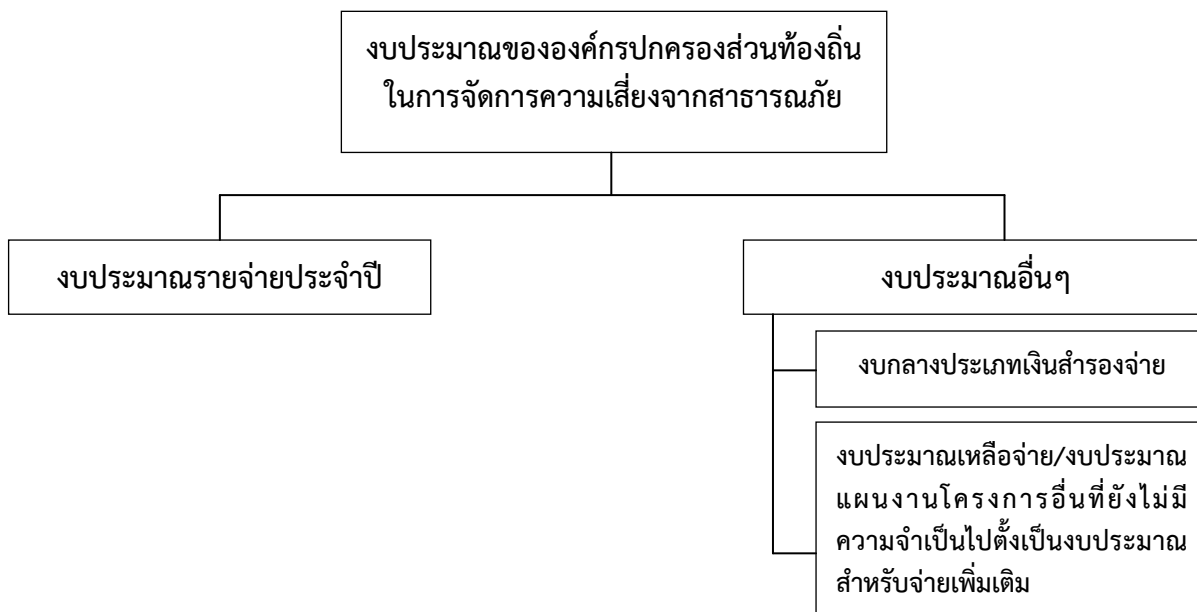 งบประมาณขององค์กรปกครองส่วนท้องถิ่น
ในการจัดการความเสี่ยงจากสาธารณภัย
งบประมาณรายจ่ายประจำปี
งบประมาณอื่นๆ
งบกลางประเภทเงินสำรองจ่าย
งบประมาณเหลือจ่าย/งบประมาณ
แผนงานโครงการอื่นที่ยังไม่มี
ความจำเป็นไปตั้งเป็นงบประมาณ
สำหรับจ่ายเพิ่มเติม